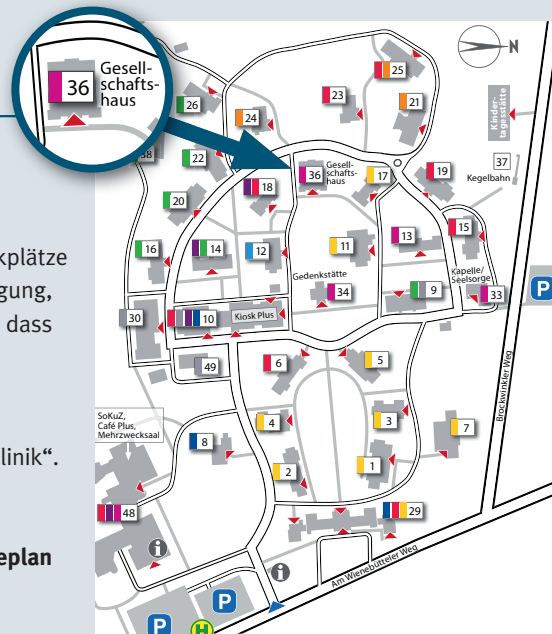 36
Gesell-
schafts-
haus
kplätze
gung,
dass
linik“.
eplan
N
25
26
23
21
24
Kinder-
tagesstätte
38
22
18
36
Gesell-
schafts-
haus
17
19
37
Kegelbahn
20
16
14
12
11
13
15
Gedenkstätte
Kapelle/
Seelsorge
34
9
33
P
30
10
Kiosk Plus
49
6
5
Brockwinkler Weg
SoKuZ,
Café Plus,
Mehrzwecksaal
8
4
3
7
2
1
48
29
i
i
Am Wienebütteler Weg
P
P
H